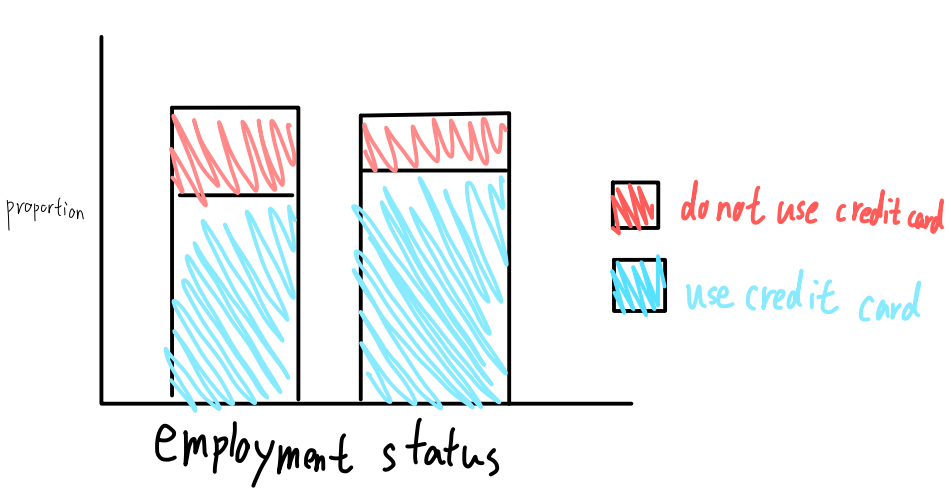 proportion
do not use credit card
use credit card
employment status